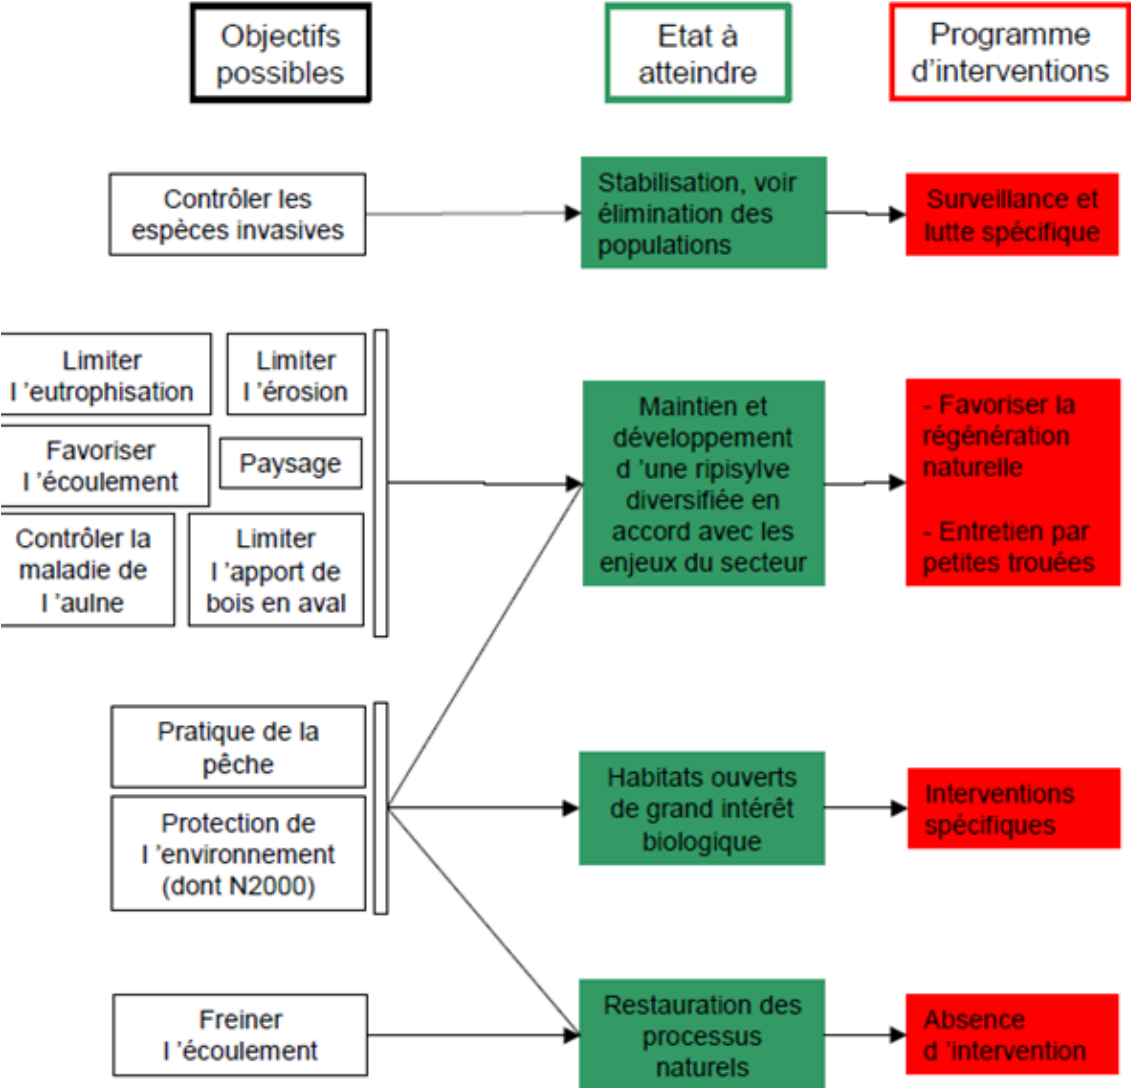 Objectifs
possibles
Etat à
atteindre
Programme
d’interventions
Contrôler les
espèces invasives
Stabilisation, voir
élimination des
populations
Surveillance et
lutte spécifique
Limiter
l ’eutrophisation
Limiter
l ’érosion
Favoriser
l ’écoulement
Paysage
Contrôler la
maladie de
l ’aulne
Limiter
l ’apport de
bois en aval
Maintien et
développement
d ’une ripisylve
diversifiée en
accord avec les
enjeux du secteur
- Favoriser la
régénération
naturelle
- Entretien par
petites trouées
Pratique de la
pêche
Protection de
l ’environnement
(dont N2000)
Habitats ouverts
de grand intérêt
biologique
Interventions
spécifiques
Freiner
l ’écoulement
Restauration des
processus
naturels
Absence
d ’intervention